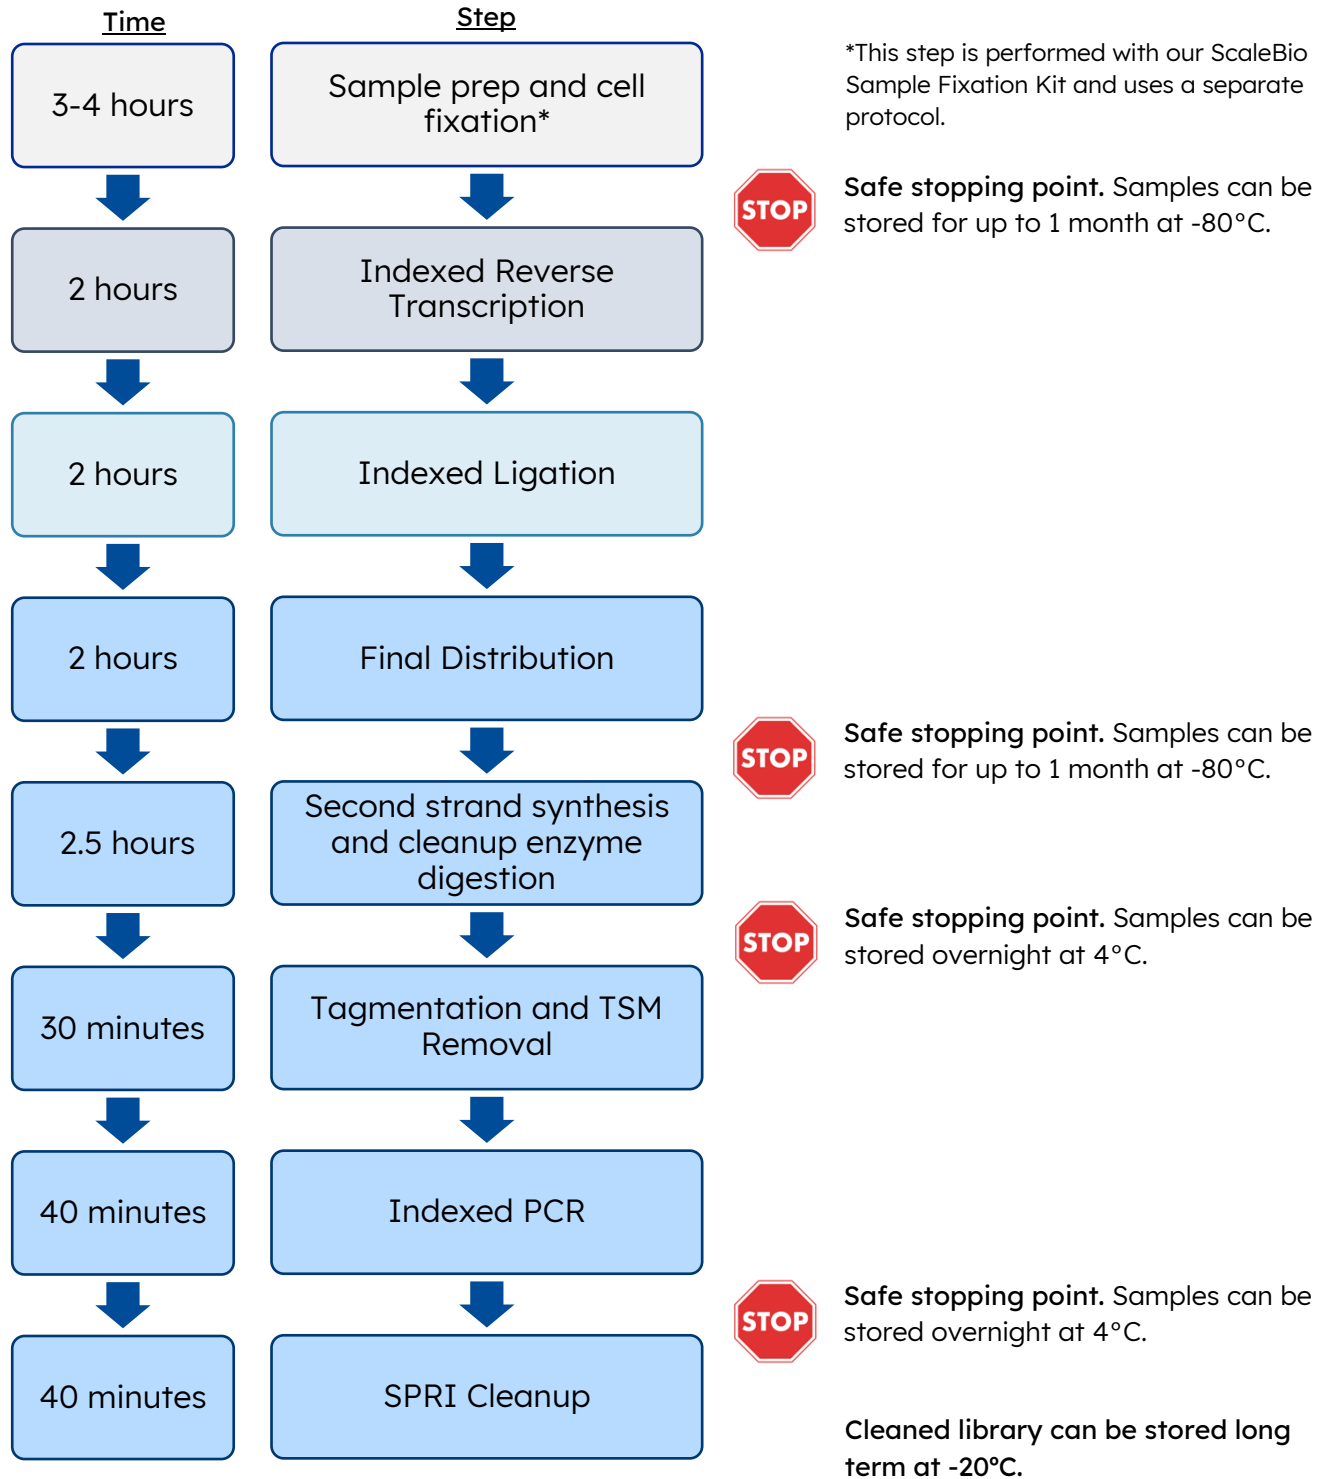 Time
Step
3-4 hours
Sample prep and cell
fixation*
*This step is performed with our ScaleBio
Sample Fixation Kit and uses a separate
protocol.
STOP
Safe stopping point. Samples can be
stored for up to 1 month at -80°C.
2 hours
Indexed Reverse
Transcription
2 hours
Indexed Ligation
2 hours
Final Distribution
STOP
Safe stopping point. Samples can be
stored for up to 1 month at -80°C.
2.5 hours
Second strand synthesis
and cleanup enzyme
digestion
STOP
Safe stopping point. Samples can be
stored overnight at 4°C.
30 minutes
Tagmentation and TSM
Removal
40 minutes
Indexed PCR
STOP
Safe stopping point. Samples can be
stored overnight at 4°C.
40 minutes
SPRI Cleanup
Cleaned library can be stored long
term at -20°C.